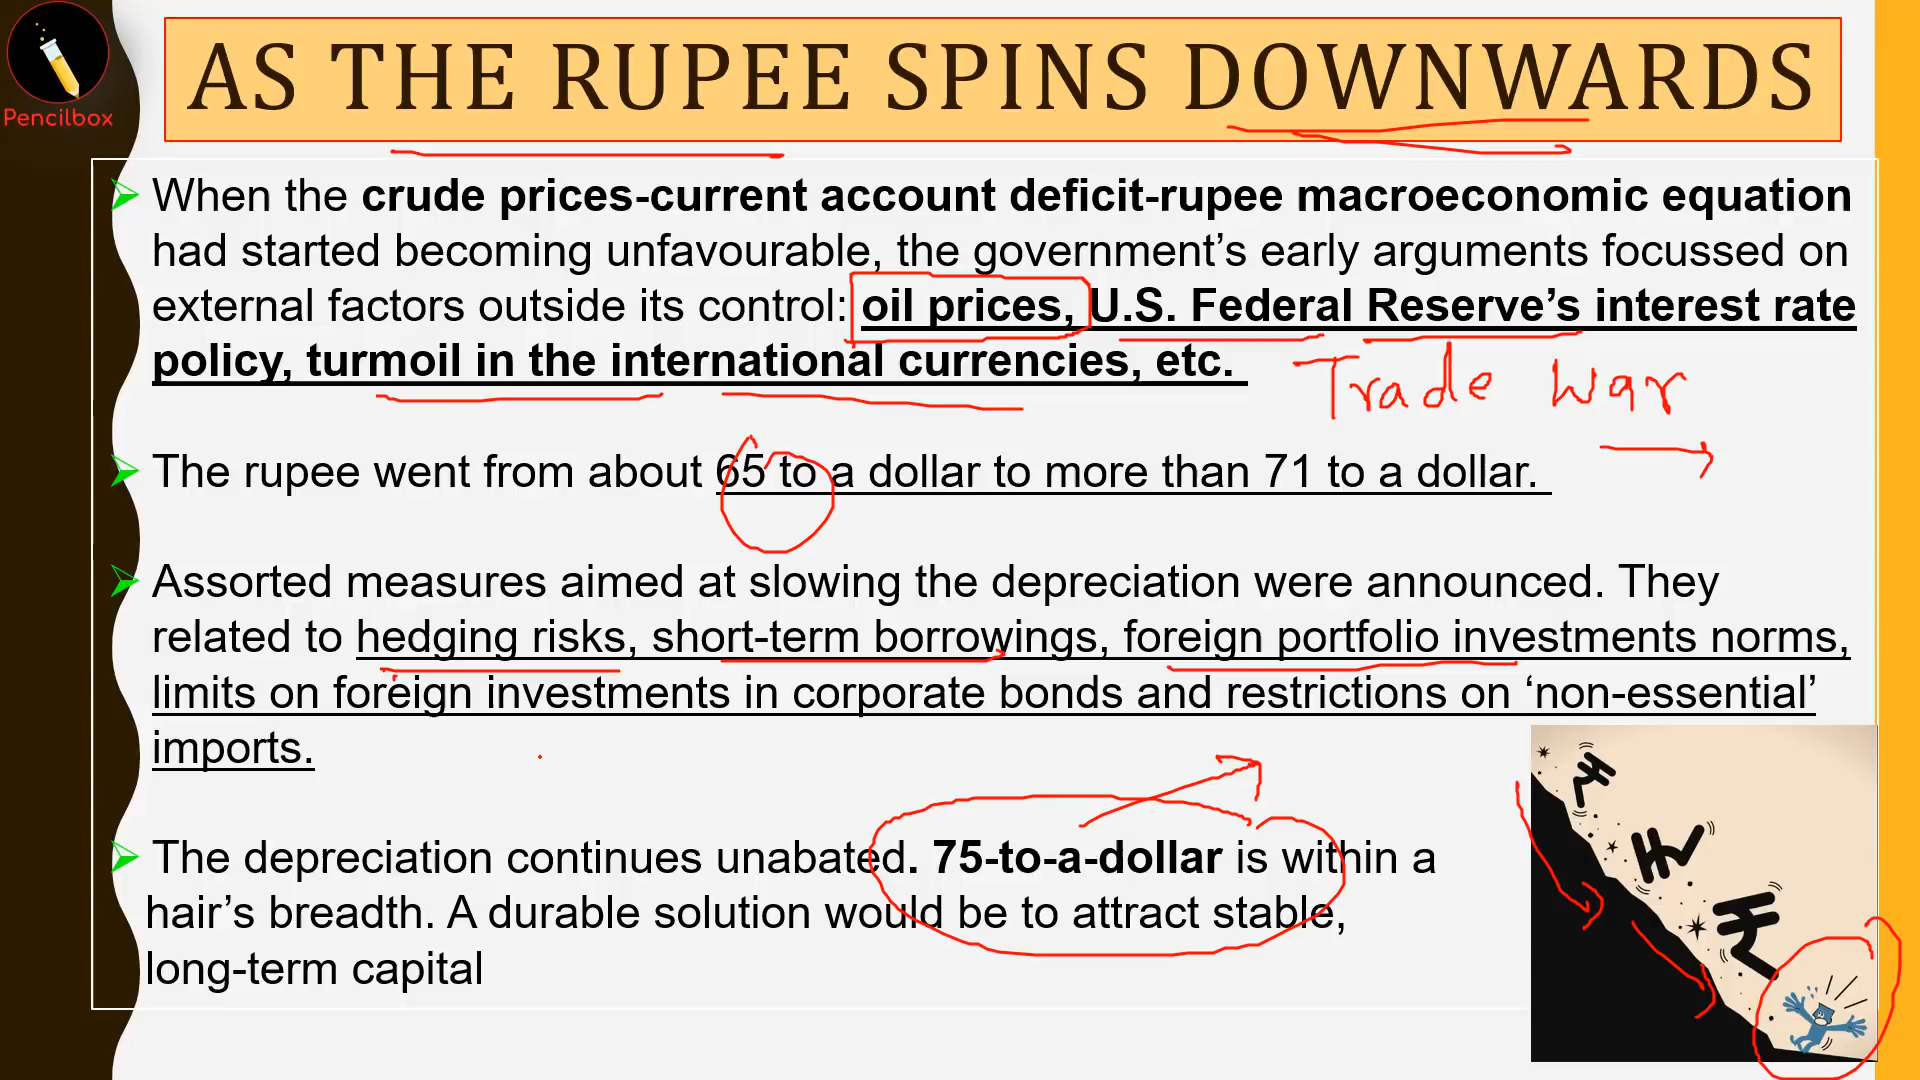 Pencilbox
AS THE RUPEE SPINS DOWNWARDS
When the crude prices-current account deficit-rupee macroeconomic equation
had started becoming unfavourable, the government’s early arguments focussed on
external factors outside its control: oil prices, U.S. Federal Reserve’s interest rate
policy, turmoil in the international currencies, etc.
Trade War
The rupee went from about 65 to a dollar to more than 71 to a dollar.
Assorted measures aimed at slowing the depreciation were announced. They
related to hedging risks, short-term borrowings, foreign portfolio investments norms,
limits on foreign investments in corporate bonds and restrictions on ‘non-essential’
imports.
The depreciation continues unabated. 75-to-a-dollar is within a
hair’s breadth. A durable solution would be to attract stable,
long-term capital
₹
₹
₹